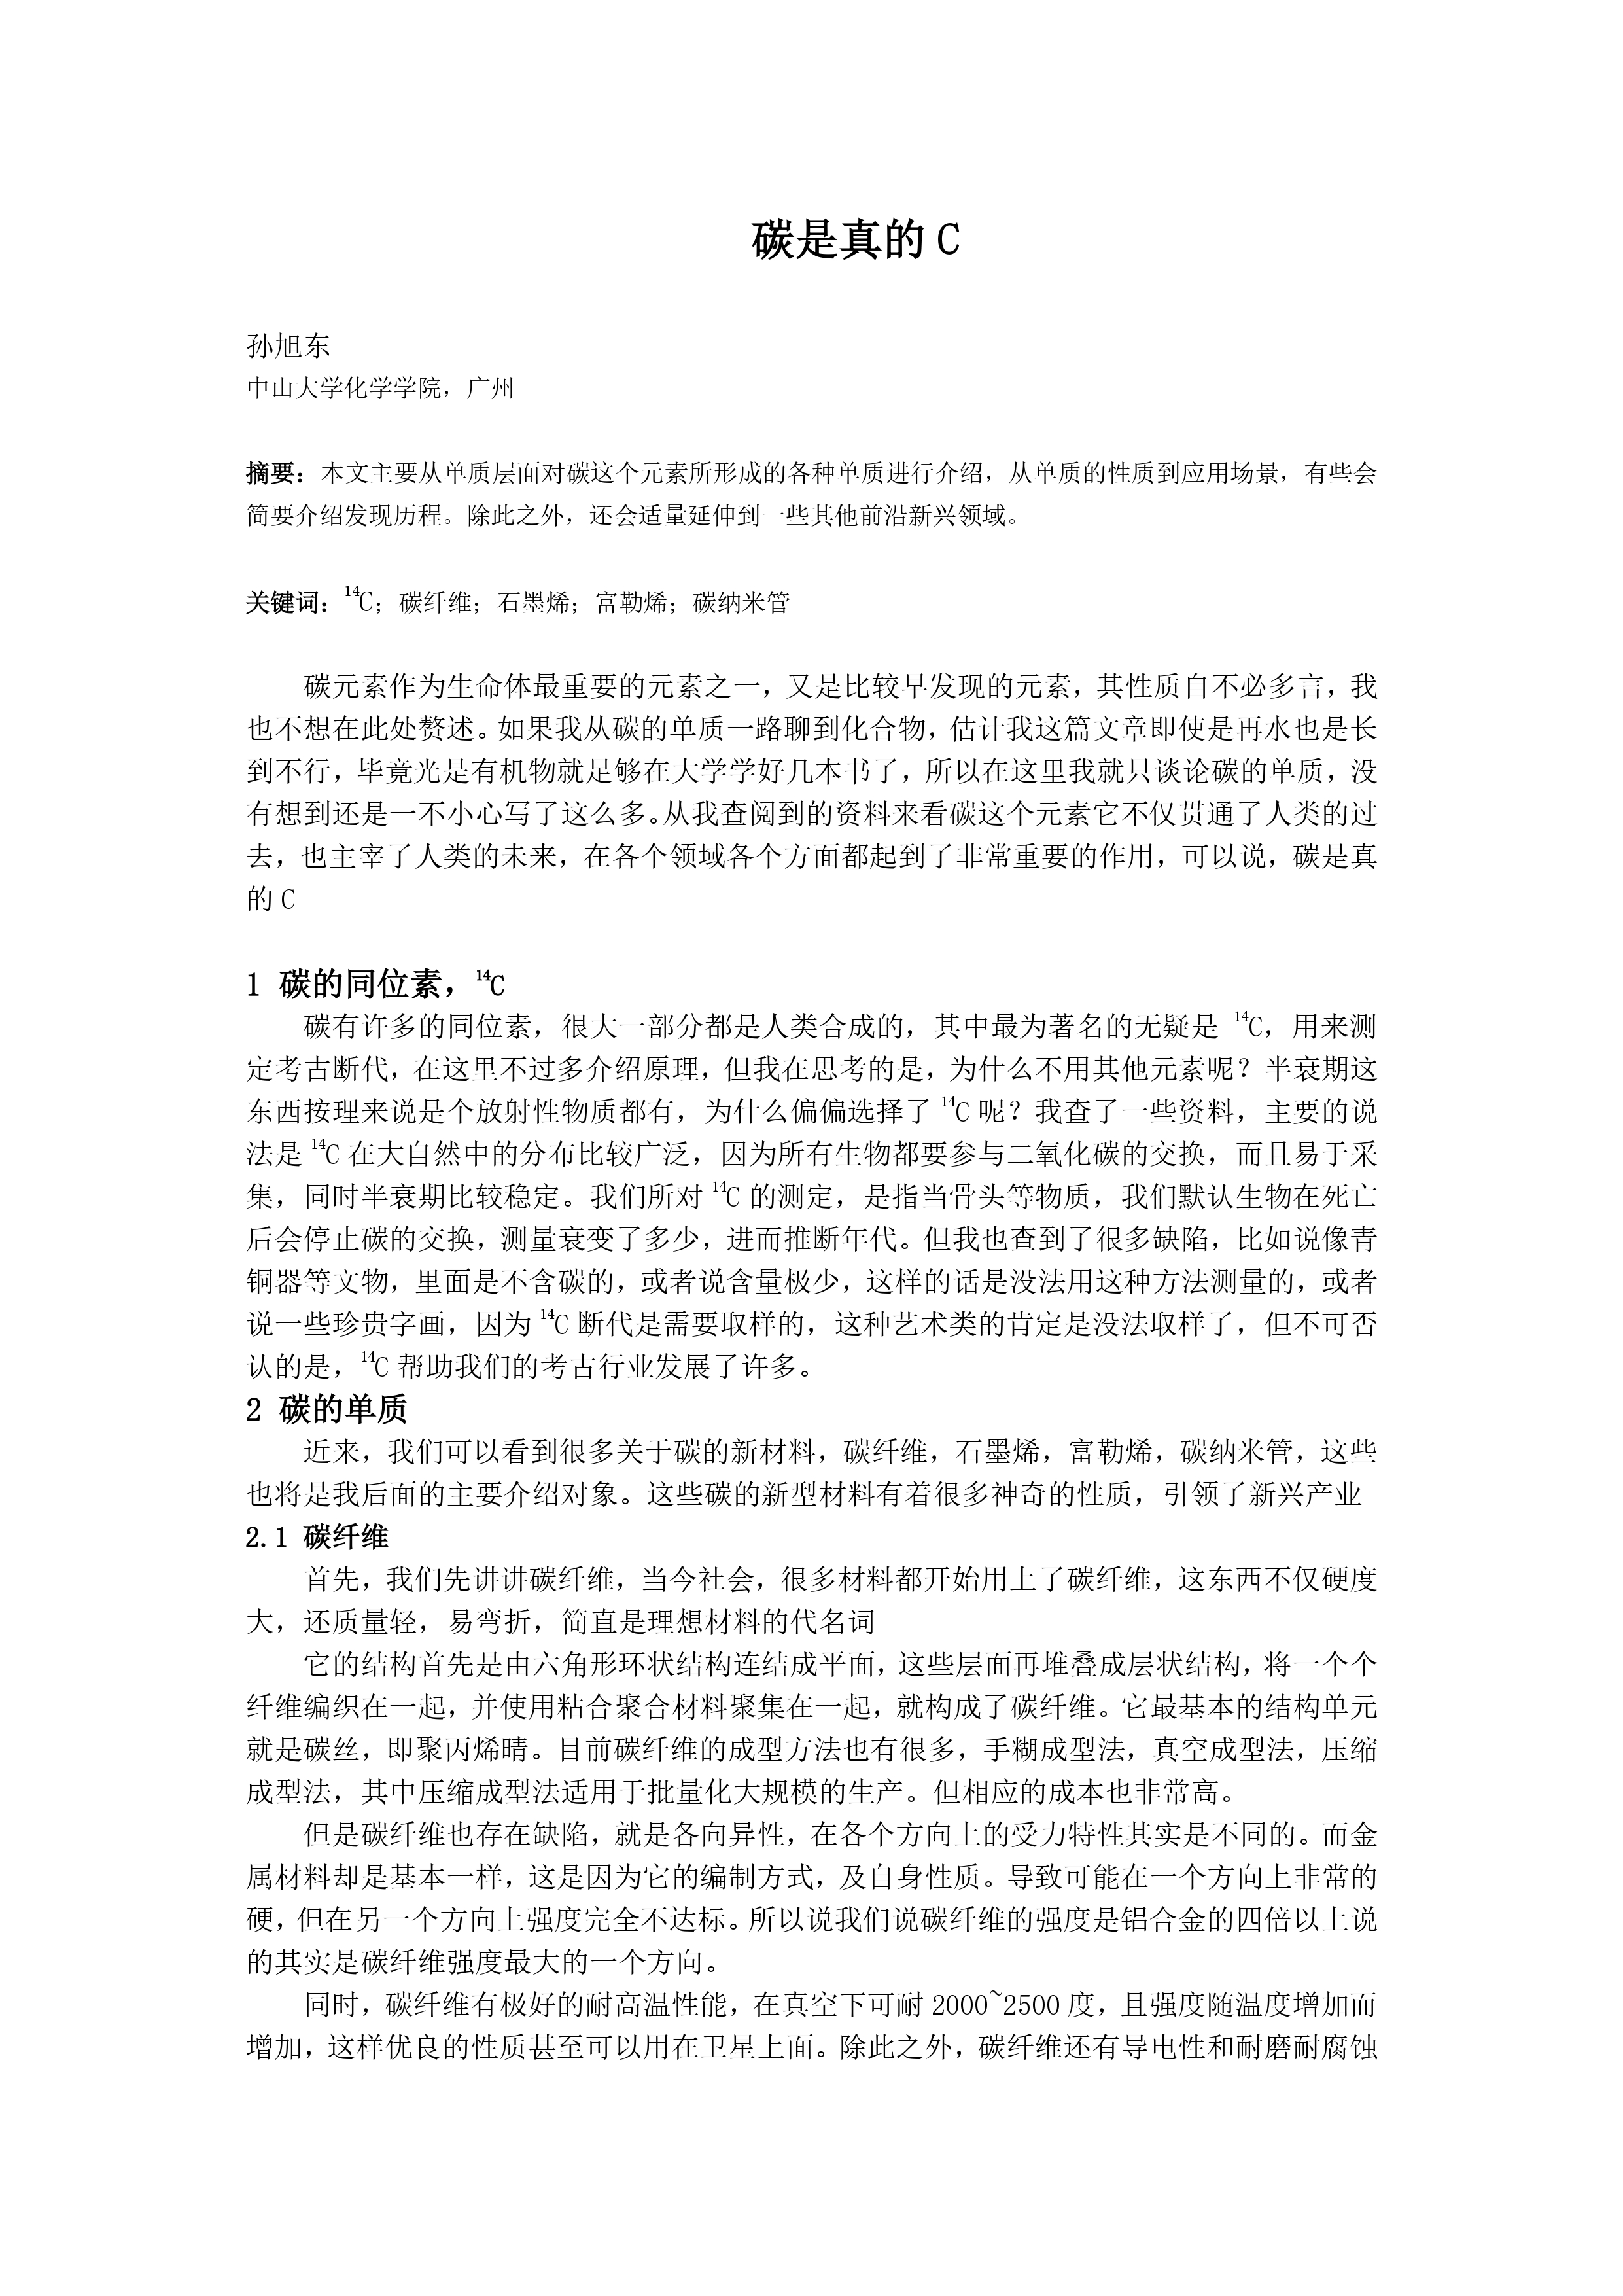 碳是真的 C
孙旭东
中山大学化学学院，广州
摘要：本文主要从单质层面对碳这个元素所形成的各种单质进行介绍，从单质的性质到应用场景，有些会
简要介绍发现历程。除此之外，还会适量延伸到一些其他前沿新兴领域。
关键词：¹⁴C；碳纤维；石墨烯；富勒烯；碳纳米管
碳元素作为生命体最重要的元素之一，又是比较早发现的元素，其性质自不必多言，我
也不想在此处赘述。如果我从碳的单质一路聊到化合物，估计我这篇文章即使是再水也是长
到不行，毕竟光是有机物就足够在大学学好几本书了，所以在这里我就只谈论碳的单质，没
有想到还是一不小心写了这么多。从我查阅到的资料来看碳这个元素它不仅贯通了人类的过
去，也主宰了人类的未来，在各个领域各个方面都起到了非常重要的作用，可以说，碳是真
的 C
1 碳的同位素，¹⁴C
碳有许多的同位素，很大一部分都是人类合成的，其中最为著名的无疑是 ¹⁴C，用来测
定考古断代，在这里不过多介绍原理，但我在思考的是，为什么不用其他元素呢？半衰期这
东西按理来说是个放射性物质都有，为什么偏偏选择了 ¹⁴C 呢？我查了一些资料，主要的说
法是 ¹⁴C 在大自然中的分布比较广泛，因为所有生物都要参与二氧化碳的交换，而且易于采
集，同时半衰期比较稳定。我们所对 ¹⁴C 的测定，是指当骨头等物质，我们默认生物在死亡
后会停止碳的交换，测量衰变了多少，进而推断年代。但我也查到了很多缺陷，比如说像青
铜器等文物，里面是不含碳的，或者说含量极少，这样的话是没法用这种方法测量的，或者
说一些珍贵字画，因为 ¹⁴C 断代是需要取样的，这种艺术类的肯定是没法取样了，但不可否
认的是，¹⁴C 帮助我们的考古行业发展了许多。
2 碳的单质
近来，我们可以看到很多关于碳的新材料，碳纤维，石墨烯，富勒烯，碳纳米管，这些
也将是我后面的主要介绍对象。这些碳的新型材料有着很多神奇的性质，引领了新兴产业
2.1 碳纤维
首先，我们先讲讲碳纤维，当今社会，很多材料都开始用上了碳纤维，这东西不仅硬度
大，还质量轻，易弯折，简直是理想材料的代名词
它的结构首先是由六角形环状结构连结成平面，这些层面再堆叠成层状结构，将一个个
纤维编织在一起，并使用粘合聚合材料聚集在一起，就构成了碳纤维。它最基本的结构单元
就是碳丝，即聚丙烯晴。目前碳纤维的成型方法也有很多，手糊成型法，真空成型法，压缩
成型法，其中压缩成型法适用于批量化大规模的生产。但相应的成本也非常高。
但是碳纤维也存在缺陷，就是各向异性，在各个方向上的受力特性其实是不同的。而金
属材料却是基本一样，这是因为它的编制方式，及自身性质。导致可能在一个方向上非常的
硬，但在另一个方向上强度完全不达标。所以说我们说碳纤维的强度是铝合金的四倍以上说
的其实是碳纤维强度最大的一个方向。
同时，碳纤维有极好的耐高温性能，在真空下可耐 2000~2500 度，且强度随温度增加而
增加，这样优良的性质甚至可以用在卫星上面。除此之外，碳纤维还有导电性和耐磨耐腐蚀